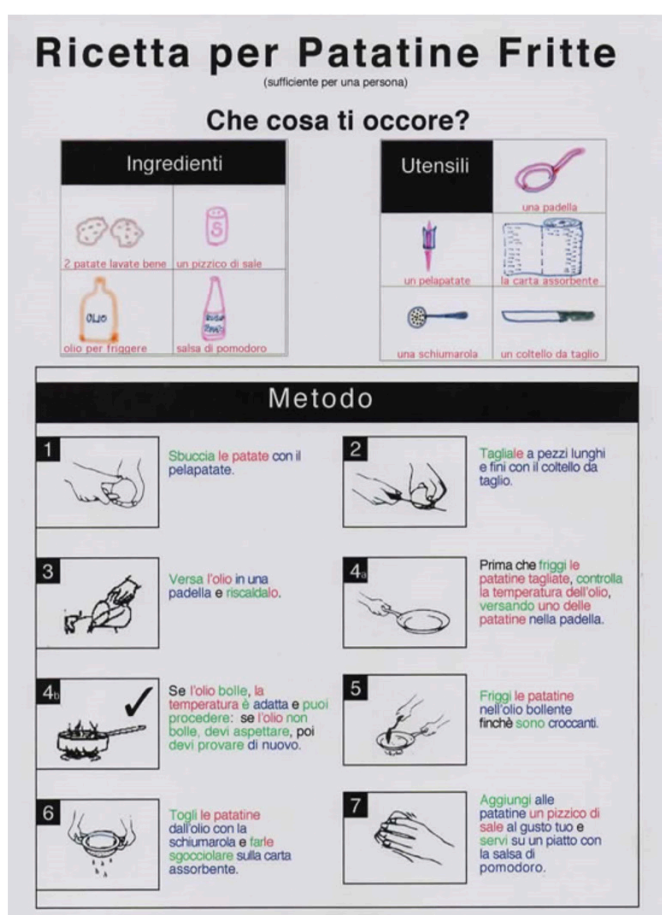 Ricetta per Patatine Fritte
(sufficiente per una persona)
Che cosa ti occore?
Ingredienti
2 patate lavate bene
un pizzico di sale
S
OLIO
olio per friggere
salsa di pomodoro
Utensili
una padella
un pelapatate
la carta assorbente
una schiumarola
un coltello da taglio
Metodo
1
Sbuccia le patate con il
pelapatate.
2
Tagliale a pezzi lunghi
e fini con il coltello da
taglio.
3
Versa l'olio in una
padella e riscaldalo.
4a
Prima che friggi le
patatine tagliate, controlla
la temperatura dell'olio,
versando uno delle
patatine nella padella.
4b
Se l'olio bolle, la
temperatura è adatta e puoi
procedere: se l'olio non
bolle, devi aspettare, poi
devi provare di nuovo.
5
Friggi le patatine
nell'olio bollente
finchè sono croccanti.
6
Togli le patatine
dall'olio con la
schiumarola e farle
sgocciolare sulla carta
assorbente.
7
Aggiungi alle
patatine un pizzico di
sale al gusto tuo e
servi su un piatto con
la salsa di
pomodoro.